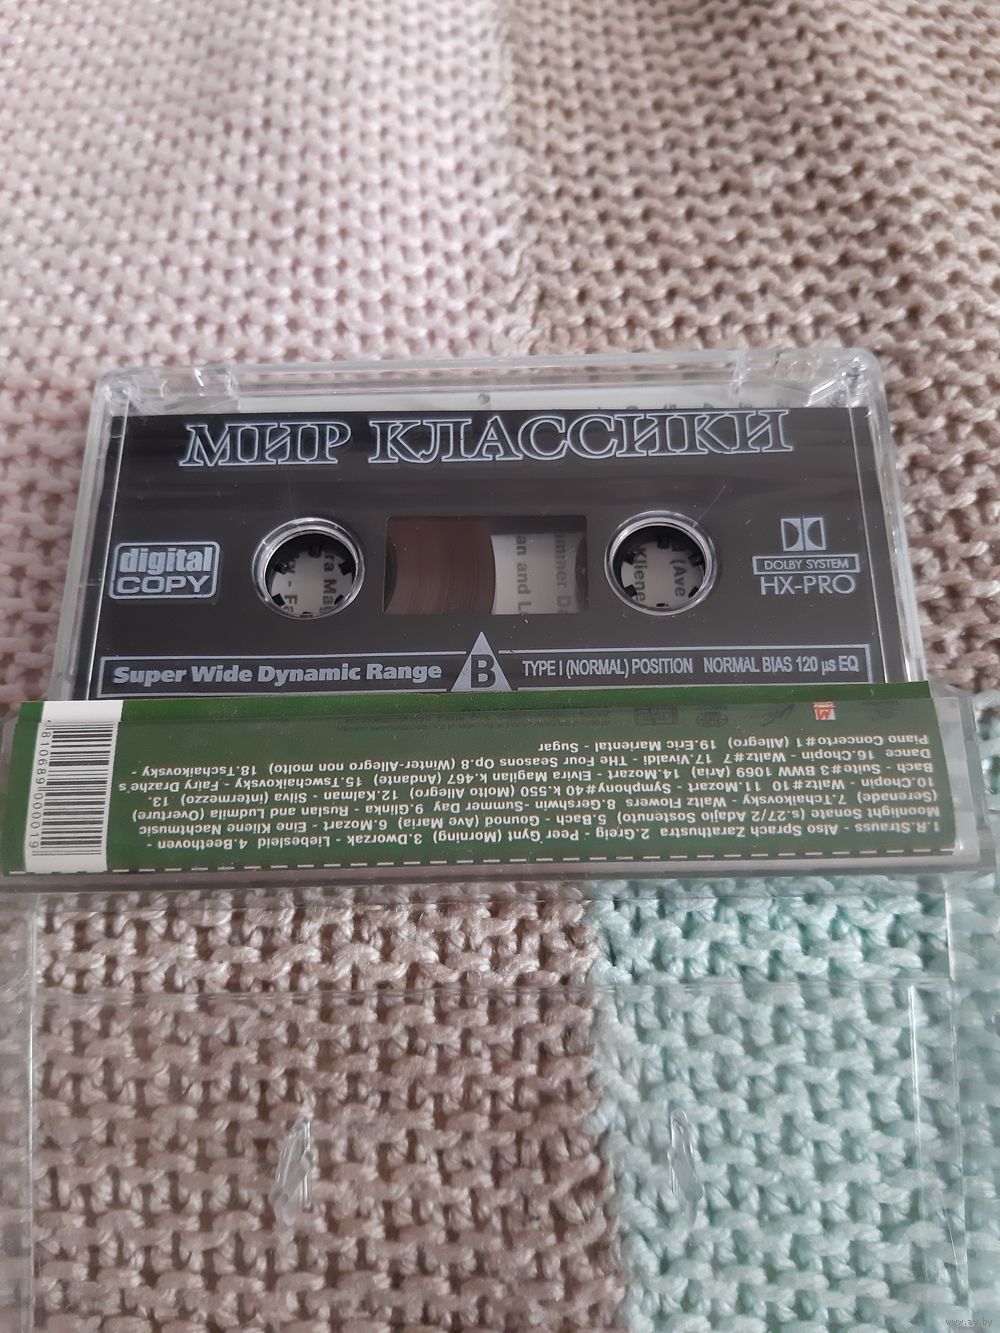 МИР КЛАССИКИ
digital
COPY
DOLBY SYSTEM
HX-PRO
Super Wide Dynamic Range
B
TYPE I (NORMAL) POSITION NORMAL BIAS 120 µs EQ
1.R.Strauss - Also Sprach Zarathustra 2.Greig - Peer Gynt (Morning) 3.Dworzak - Liebesleid 4.Beethoven -
Moonlight Sonate (s.27/2 Adajio Sostenuto) 5.Bach - Gounod (Ave Maria) 6.Mozart - Eine Kliene Nachtmusic
(Serenade) 7.Tchaikovsky - Waltz Flowers 8.Gershwin -Summer Day 9.Glinka - Ruslan and Ludmila (Overture)
10.Chopin - Waltz#10 11.Mozart - Symphony#40 k.550 (Molto Allegro) 12.Kalman - Silva (intermezzo) 13.
Bach - Suite#3 BWW 1069 (Aria) 14.Mozart - Elvira Magilan k.467 (Andante) 15.Tswchaikovsky - Fairy Drazhe's
Dance 16.Chopin - Waltz#7 17.Vivaldi - THe Four Seasons Op.8 (Winter-Allegro non molto) 18.Tschaikovsky -
Piano Concerto#1 (Allegro) 19.Eric Mariental - Sugar
4810689000019
www.ay.by